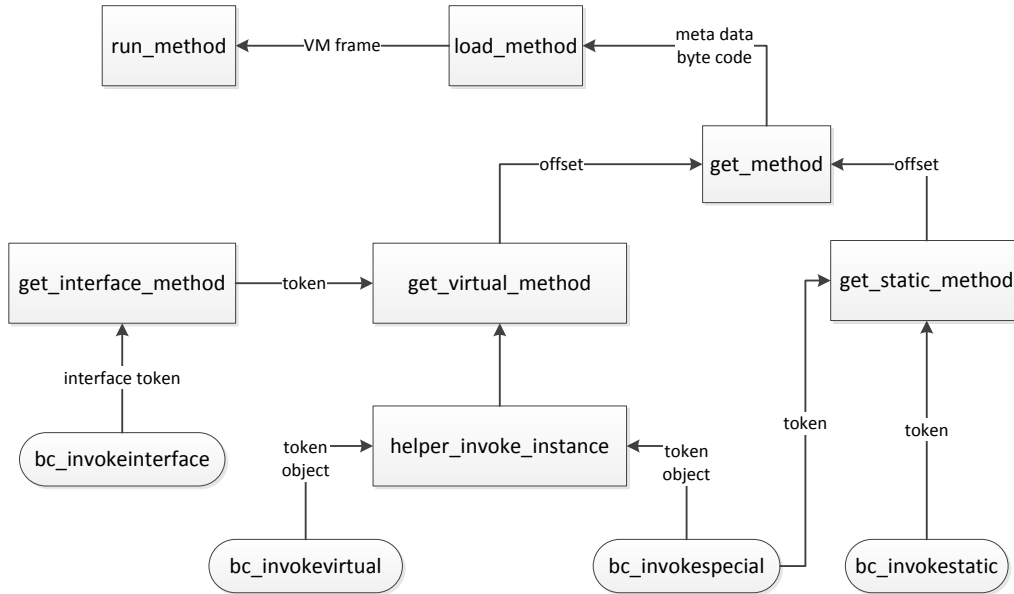 run_method
VM frame
load_method
meta data
byte code
offset
get_method
offset
get_interface_method
token
get_virtual_method
get_static_method
interface token
bc_invokeinterface
token
object
helper_invoke_instance
token
object
token
token
bc_invokevirtual
bc_invokespecial
bc_invokestatic